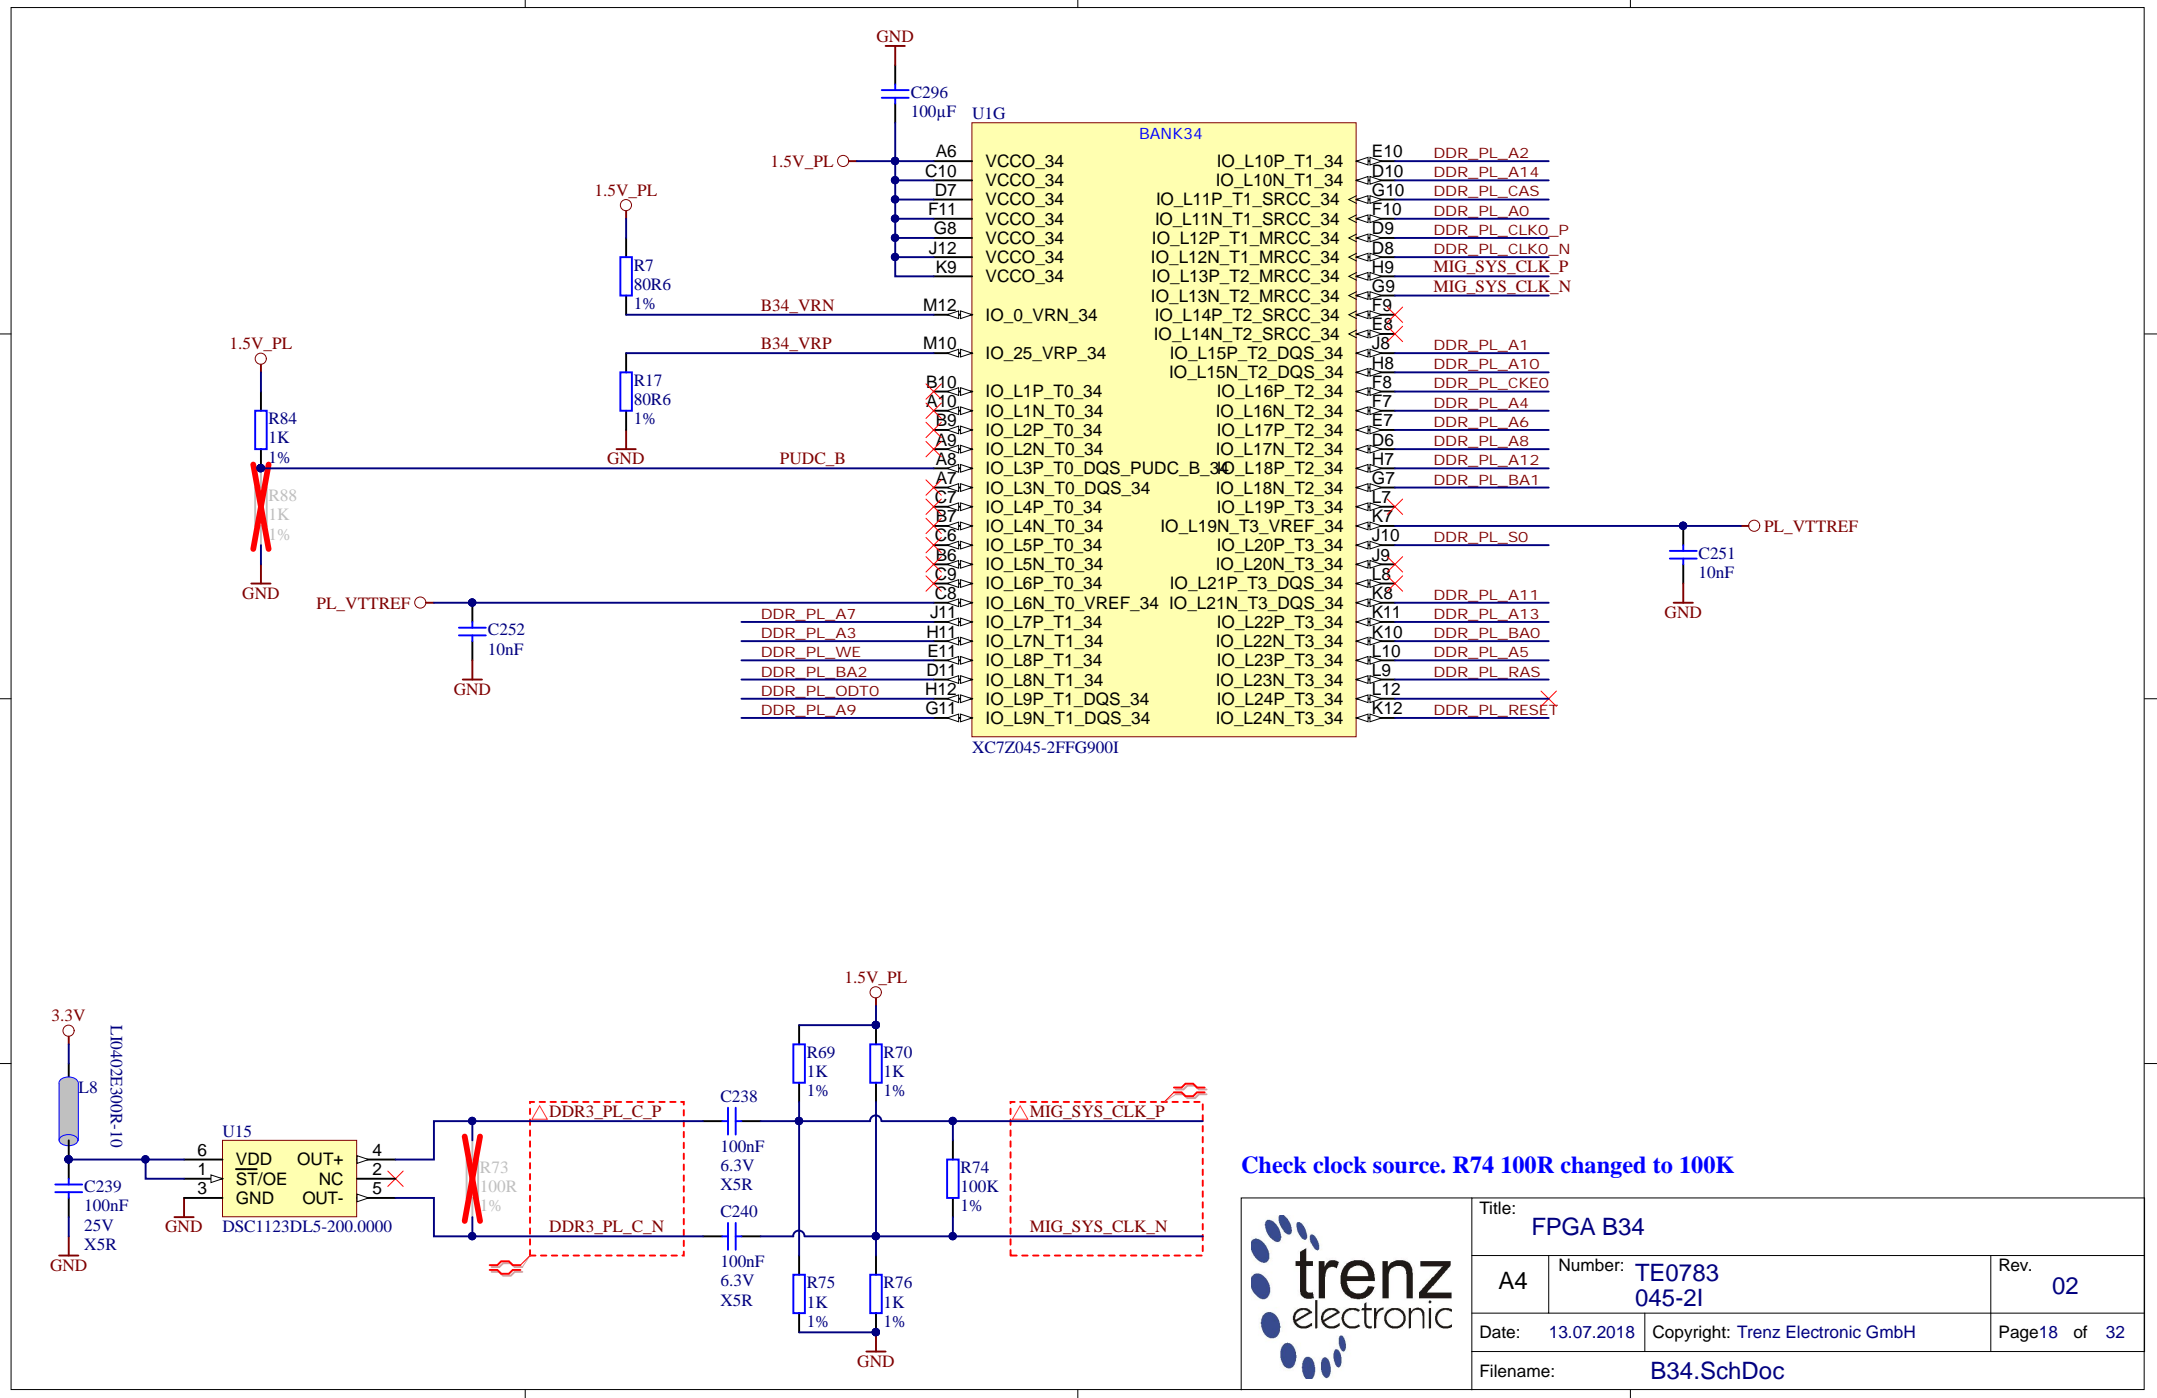 GND
C296
100µF
U1G
BANK34
1.5V_PL
A6 VCCO_34
C10 VCCO_34
D7 VCCO_34
F11 VCCO_34
G8 VCCO_34
J12 VCCO_34
K9 VCCO_34
1.5V_PL
R7
80R6
1%
B34_VRN M12 IO_0_VRN_34
B34_VRP M10 IO_25_VRP_34
R17
80R6
1%
GND
1.5V_PL
R84
1K
1%
R88
1K
1%
GND
B10 IO_L1P_T0_34
A10 IO_L1N_T0_34
B9 IO_L2P_T0_34
A9 IO_L2N_T0_34
PUDC_B A8 IO_L3P_T0_DQS_PUDC_B_34
A7 IO_L3N_T0_DQS_34
C7 IO_L4P_T0_34
B7 IO_L4N_T0_34
C6 IO_L5P_T0_34
B6 IO_L5N_T0_34
C9 IO_L6P_T0_34
PL_VTTREF C8 IO_L6N_T0_VREF_34
C252
10nF
GND
DDR_PL_A7 J11 IO_L7P_T1_34
DDR_PL_A3 H11 IO_L7N_T1_34
DDR_PL_WE E11 IO_L8P_T1_34
DDR_PL_BA2 D11 IO_L8N_T1_34
DDR_PL_ODT0 H12 IO_L9P_T1_DQS_34
DDR_PL_A9 G11 IO_L9N_T1_DQS_34
IO_L10P_T1_34 E10 DDR_PL_A2
IO_L10N_T1_34 D10 DDR_PL_A14
IO_L11P_T1_SRCC_34 G10 DDR_PL_CAS
IO_L11N_T1_SRCC_34 F10 DDR_PL_A0
IO_L12P_T1_MRCC_34 D9 DDR_PL_CLK0_P
IO_L12N_T1_MRCC_34 D8 DDR_PL_CLK0_N
IO_L13P_T2_MRCC_34 H9 MIG_SYS_CLK_P
IO_L13N_T2_MRCC_34 G9 MIG_SYS_CLK_N
IO_L14P_T2_SRCC_34 F9
IO_L14N_T2_SRCC_34 E8
IO_L15P_T2_DQS_34 J8 DDR_PL_A1
IO_L15N_T2_DQS_34 H8 DDR_PL_A10
IO_L16P_T2_34 F8 DDR_PL_CKE0
IO_L16N_T2_34 F7 DDR_PL_A4
IO_L17P_T2_34 E7 DDR_PL_A6
IO_L17N_T2_34 D6 DDR_PL_A8
IO_L18P_T2_34 H7 DDR_PL_A12
IO_L18N_T2_34 G7 DDR_PL_BA1
IO_L19P_T3_34 L7
IO_L19N_T3_VREF_34 K7 PL_VTTREF
IO_L20P_T3_34 J10 DDR_PL_S0
IO_L20N_T3_34 J9
IO_L21P_T3_DQS_34 L8
IO_L21N_T3_DQS_34 K8 DDR_PL_A11
IO_L22P_T3_34 K11 DDR_PL_A13
IO_L22N_T3_34 K10 DDR_PL_BA0
IO_L23P_T3_34 L10 DDR_PL_A5
IO_L23N_T3_34 L9 DDR_PL_RAS
IO_L24P_T3_34 L12
IO_L24N_T3_34 K12 DDR_PL_RESET
C251
10nF
GND
XC7Z045-2FFG900I
3.3V
L8
LI0402E300R-10
C239
100nF
25V
X5R
GND
U15
6 VDD OUT+ 4
1 ST/OE NC 2
3 GND OUT- 5
GND
DSC1123DL5-200.0000
R73
100R
1%
DDR3_PL_C_P
DDR3_PL_C_N
C238
100nF
6.3V
X5R
C240
100nF
6.3V
X5R
1.5V_PL
R69
1K
1%
R70
1K
1%
R75
1K
1%
R76
1K
1%
GND
R74
100K
1%
MIG_SYS_CLK_P
MIG_SYS_CLK_N
Check clock source. R74 100R changed to 100K
trenz
electronic
Title:
FPGA B34
A4
Number: TE0783
045-2I
Rev.
02
Date: 13.07.2018
Copyright: Trenz Electronic GmbH
Page18 of 32
Filename: B34.SchDoc